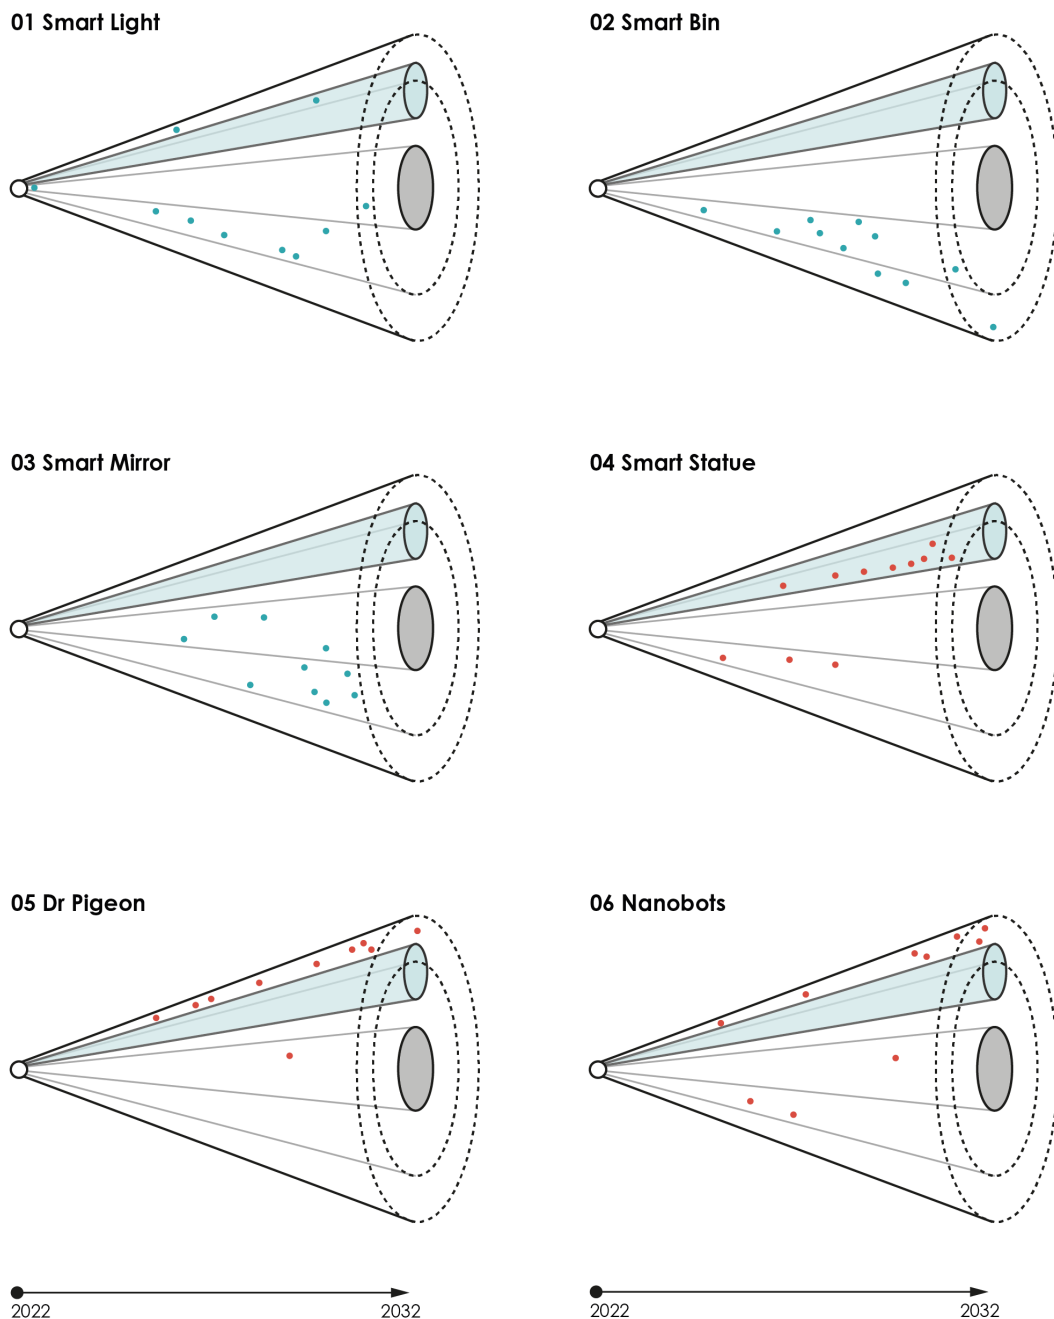 01 Smart Light
02 Smart Bin
03 Smart Mirror
04 Smart Statue
05 Dr Pigeon
06 Nanobots
2022
2032
2022
2032